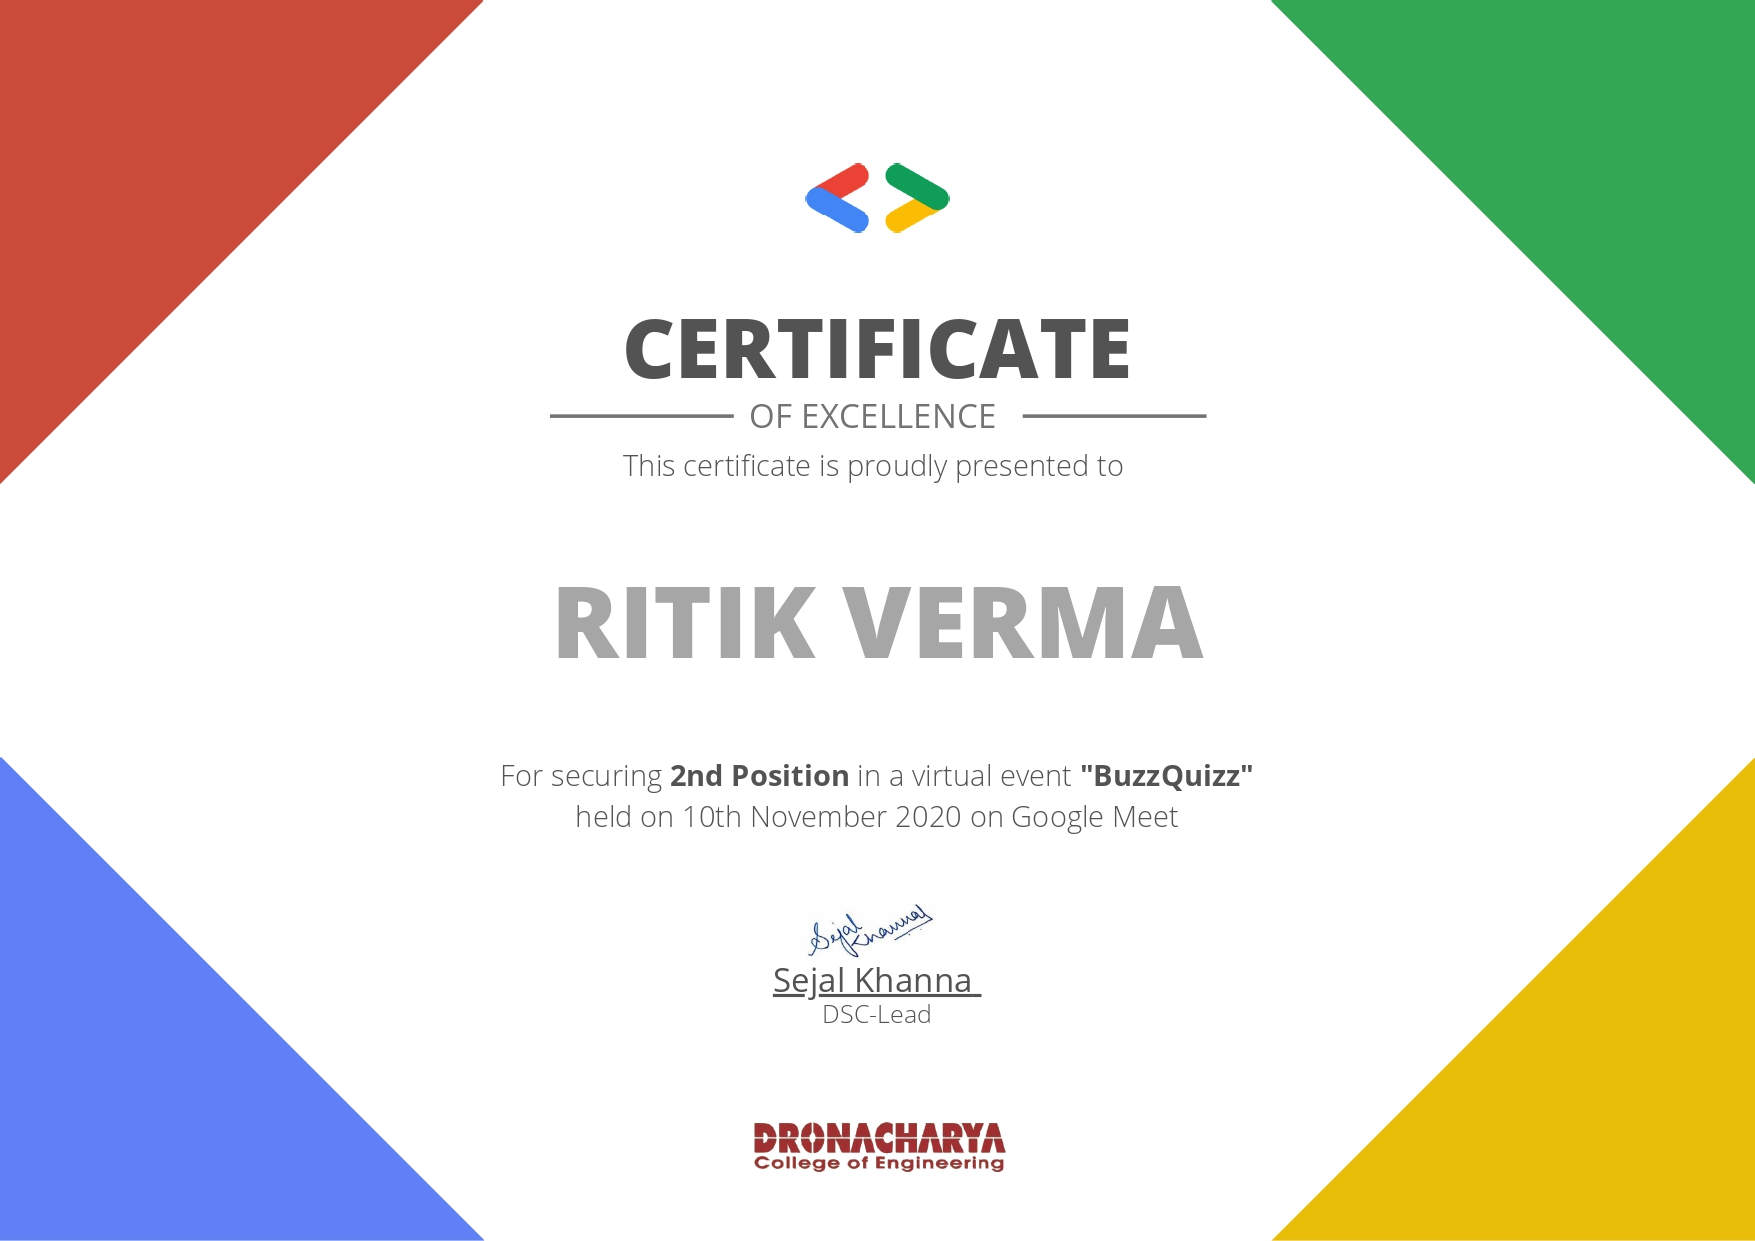 CERTIFICATE
OF EXCELLENCE
This certificate is proudly presented to
RITIK VERMA
For securing 2nd Position in a virtual event "BuzzQuizz"
held on 10th November 2020 on Google Meet
Sejal Khanna
Sejal Khanna
DSC-Lead
DRONACHARYA
College of Engineering